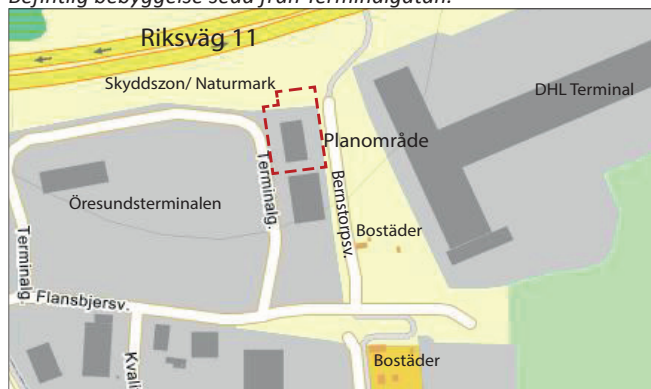 Befintlig bebyggelse sedd från Terminalgatan.
Riksväg 11
Skyddszon/ Naturmark
DHL Terminal
Planområde
Terminalg.
Bernstorpsv.
Öresundsterminalen
Bostäder
Terminalg.
Flansbjersv.
Kvali
Bostäder